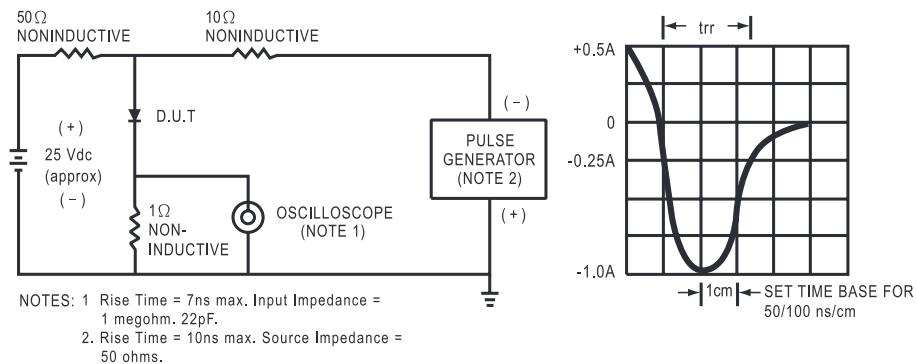 50Ω
NONINDUCTIVE
10Ω
NONINDUCTIVE
D.U.T
(+)
25 Vdc
(approx)
(−)
1Ω
NON-
INDUCTIVE
OSCILLOSCOPE
(NOTE 1)
(−)
PULSE
GENERATOR
(NOTE 2)
(+)
trr
+0.5A
0
-0.25A
-1.0A
1cm
SET TIME BASE FOR
50/100 ns/cm
NOTES: 1 Rise Time = 7ns max. Input Impedance =
1 megohm. 22pF.
2. Rise Time = 10ns max. Source Impedance =
50 ohms.